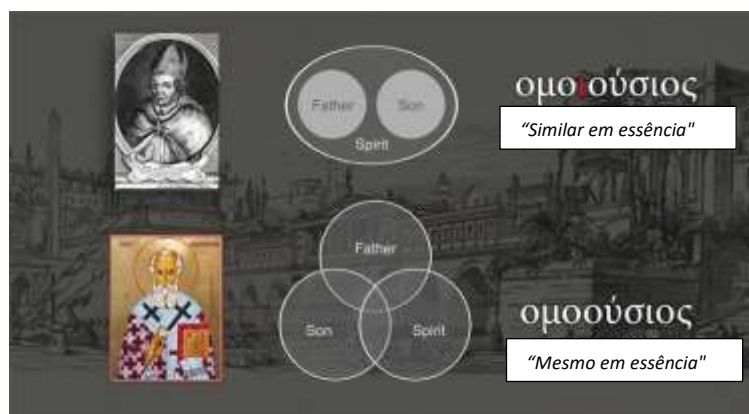 Father Son
Spirit
ομοιούσιος
“Similar em essência"
Father
Son Spirit
ομοούσιος
“Mesmo em essência"